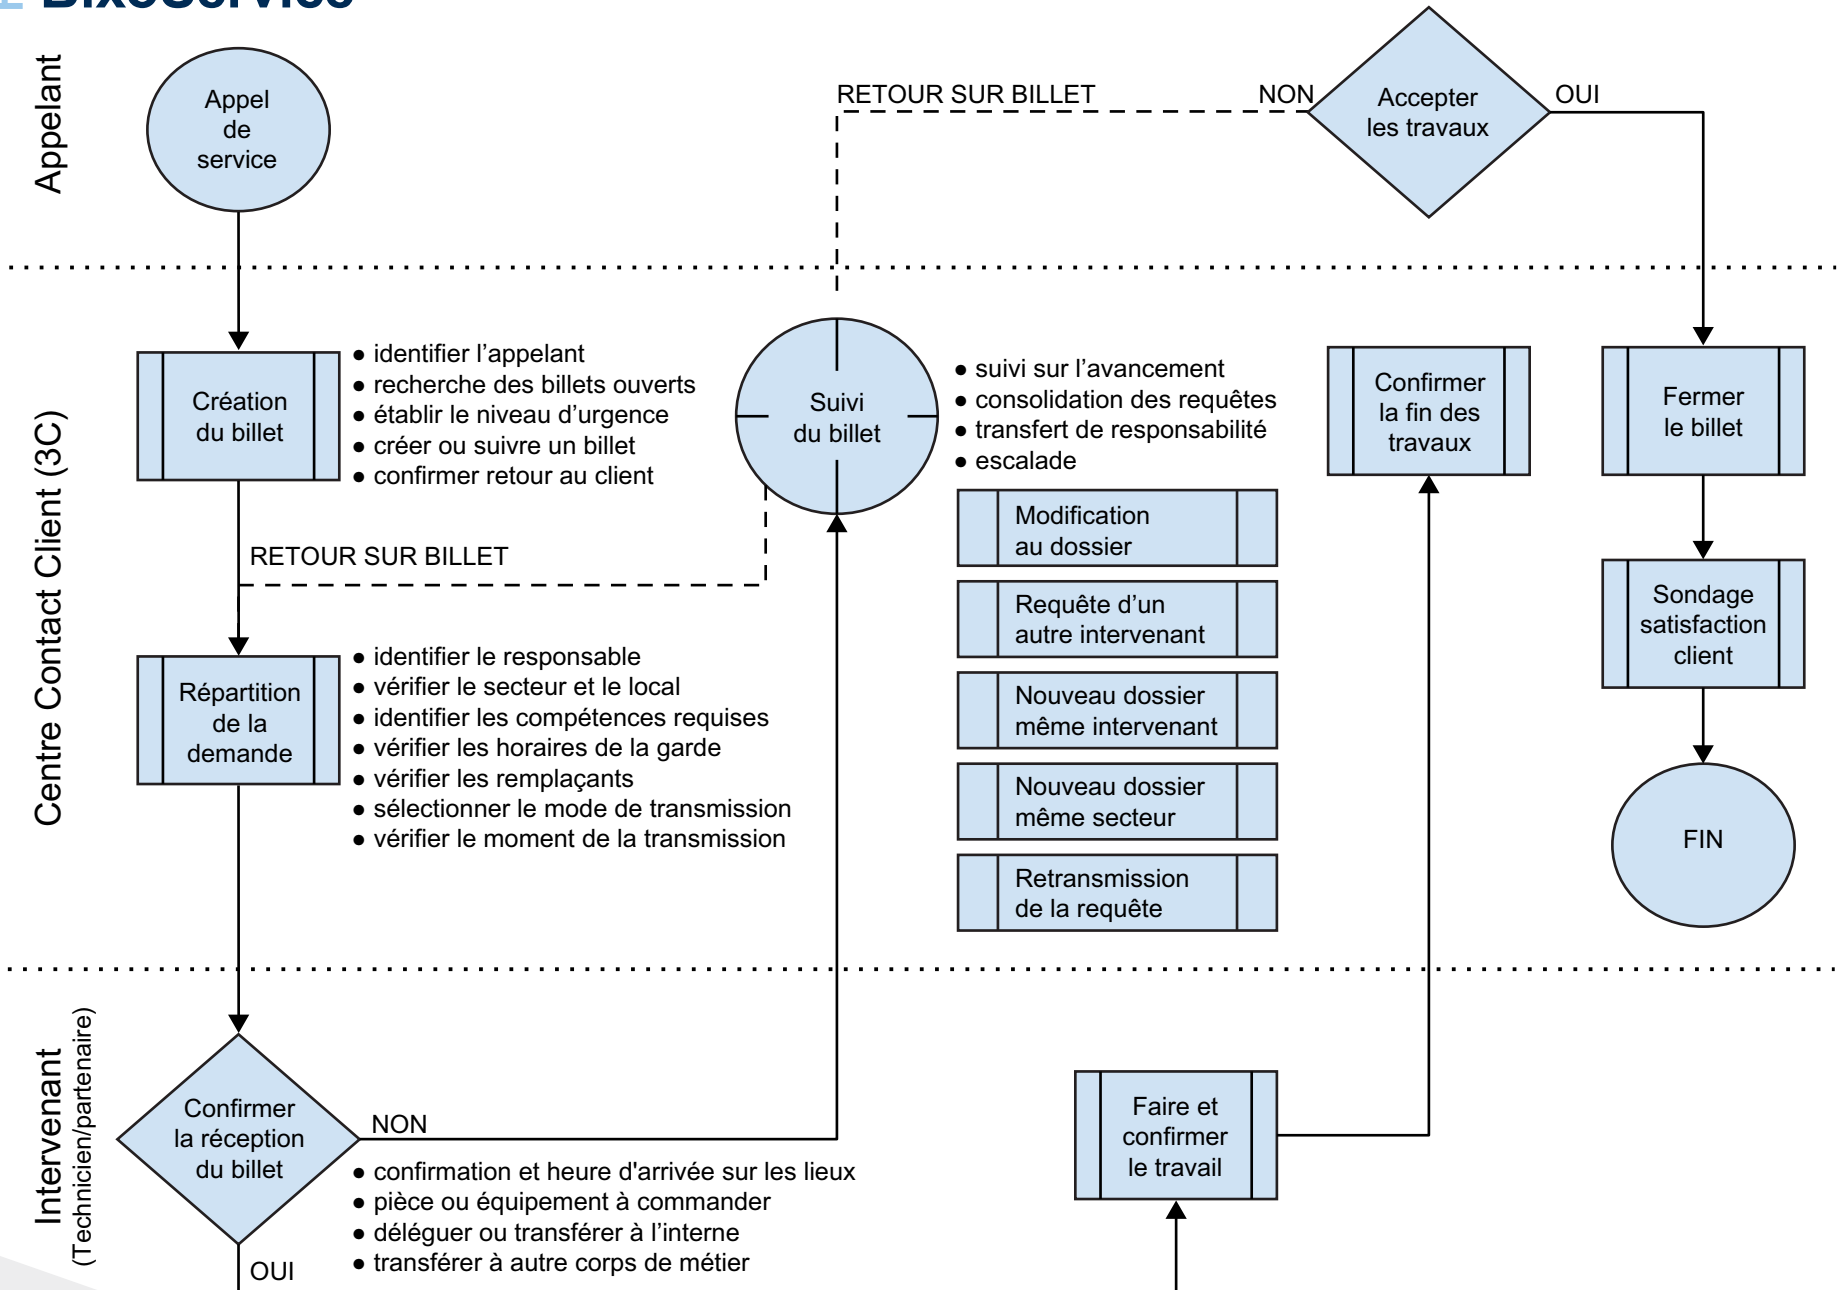 BixoService
Appelant
Appel
de
service
RETOUR SUR BILLET
NON
Accepter
les travaux
OUI
Centre Contact Client (3C)
Création
du billet
● identifier l’appelant
● recherche des billets ouverts
● établir le niveau d’urgence
● créer ou suivre un billet
● confirmer retour au client
RETOUR SUR BILLET
Répartition
de la
demande
● identifier le responsable
● vérifier le secteur et le local
● identifier les compétences requises
● vérifier les horaires de la garde
● vérifier les remplaçants
● sélectionner le mode de transmission
● vérifier le moment de la transmission
Suivi
du billet
● suivi sur l’avancement
● consolidation des requêtes
● transfert de responsabilité
● escalade
Modification
au dossier
Requête d’un
autre intervenant
Nouveau dossier
même intervenant
Nouveau dossier
même secteur
Retransmission
de la requête
Confirmer
la fin des
travaux
Fermer
le billet
Sondage
satisfaction
client
FIN
Intervenant
(Technicien/partenaire)
Confirmer
la réception
du billet
NON
● confirmation et heure d'arrivée sur les lieux
● pièce ou équipement à commander
● déléguer ou transférer à l’interne
● transférer à autre corps de métier
OUI
Faire et
confirmer
le travail